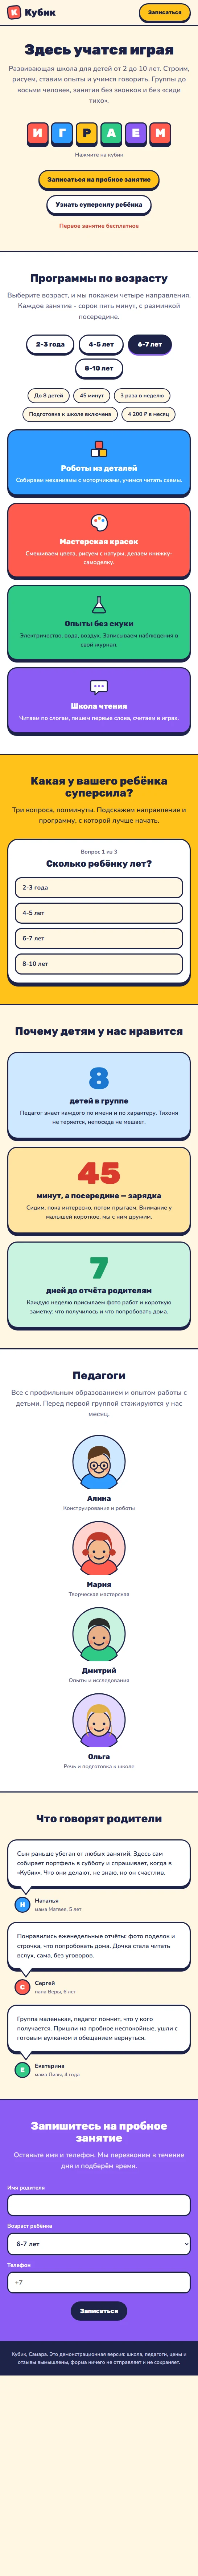 К Кубик
Записаться
Здесь учатся играя
Развивающая школа для детей от 2 до 10 лет. Строим,
рисуем, ставим опыты и учимся говорить. Группы до
восьми человек, занятия без звонков и без «сиди
тихо».
И Г Р А Е М
Нажмите на кубик
Записаться на пробное занятие
Узнать суперсилу ребёнка
Первое занятие бесплатное
Программы по возрасту
Выберите возраст, и мы покажем четыре направления.
Каждое занятие – сорок пять минут, с разминкой
посередине.
2–3 года
4–5 лет
6–7 лет
8–10 лет
До 8 детей
45 минут
3 раза в неделю
Подготовка к школе включена
4 200 ₽ в месяц
Роботы из деталей
Собираем механизмы с моторчиками, учимся читать схемы.
Мастерская красок
Смешиваем цвета, рисуем с натуры, делаем книжку-
самоделку.
Опыты без скуки
Электричество, вода, воздух. Записываем наблюдения в
свой журнал.
Школа чтения
Читаем по слогам, пишем первые слова, считаем в играх.
Какая у вашего ребёнка
суперсила?
Три вопроса, полминуты. Подскажем направление и
программу, с которой лучше начать.
Вопрос 1 из 3
Сколько ребёнку лет?
2–3 года
4–5 лет
6–7 лет
8–10 лет
Почему детям у нас нравится
8
детей в группе
Педагог знает каждого по имени и по характеру. Тихоня
не теряется, непоседа не мешает.
45
минут, а посередине — зарядка
Сидим, пока интересно, потом прыгаем. Внимание у
малышей короткое, мы с ним дружим.
7
дней до отчёта родителям
Каждую неделю присылаем фото работ и короткую
заметку: что получилось и что попробовать дома.
Педагоги
Все с профильным образованием и опытом работы с
детьми. Перед первой группой стажируются у нас
месяц.
Алина
Конструирование и роботы
Мария
Творческая мастерская
Дмитрий
Опыты и исследования
Ольга
Речь и подготовка к школе
Что говорят родители
Сын раньше убегал от любых занятий. Здесь сам
собирает портфель в субботу и спрашивает, когда в
«Кубик». Что они делают, не знаю, но он счастлив.
Н
Наталья
мама Матвея, 5 лет
Понравились еженедельные отчёты: фото поделок и
строчка, что попробовать дома. Дочка стала читать
вслух, сама, без уговоров.
С
Сергей
папа Веры, 6 лет
Группа маленькая, педагог помнит, что у кого
получается. Пришли на пробное неспокойные, ушли с
готовым вулканом и обещанием вернуться.
Е
Екатерина
мама Лизы, 4 года
Запишитесь на пробное
занятие
Оставьте имя и телефон. Мы перезвоним в течение
дня и подберём время.
Имя родителя
Возраст ребёнка
6–7 лет
Телефон
+7
Записаться
Кубик, Самара. Это демонстрационная версия: школа, педагоги, цены и
отзывы вымышлены, форма ничего не отправляет и не сохраняет.